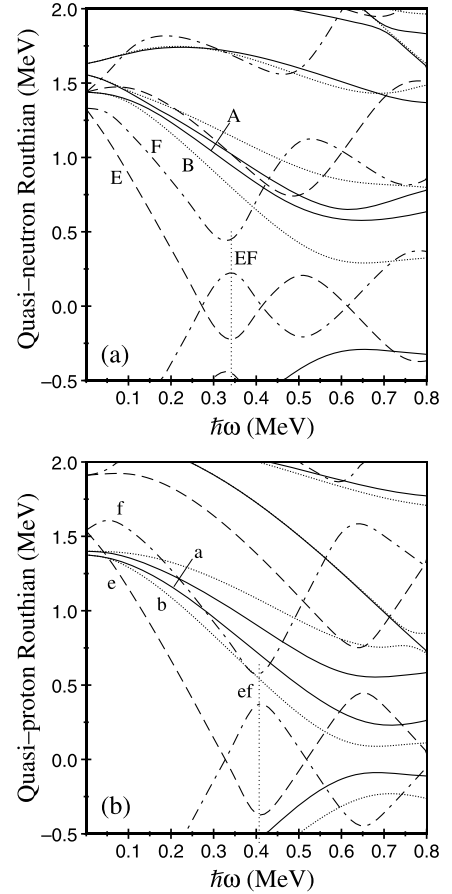 Quasi−neutron Routhian (MeV)
2.0
1.5
1.0
0.5
0.0
−0.5
A
F
B
E
EF
(a)
0.1 0.2 0.3 0.4 0.5 0.6 0.7 0.8
ℏω (MeV)
Quasi−proton Routhian (MeV)
2.0
1.5
1.0
0.5
0.0
−0.5
f
a
e
b
ef
(b)
0.1 0.2 0.3 0.4 0.5 0.6 0.7 0.8
ℏω (MeV)